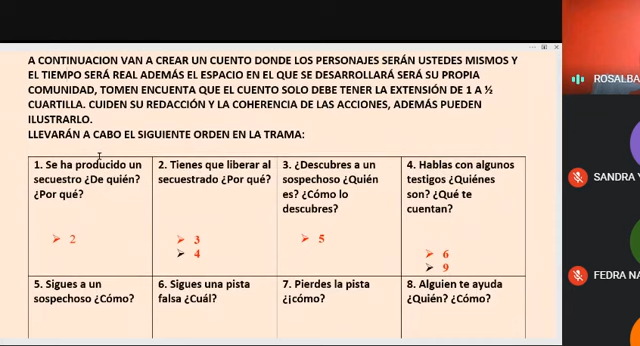 A CONTINUACION VAN A CREAR UN CUENTO DONDE LOS PERSONAJES SERÁN USTEDES MISMOS Y
EL TIEMPO SERÁ REAL ADEMÁS EL ESPACIO EN EL QUE SE DESARROLLARÁ SERÁ SU PROPIA
COMUNIDAD, TOMEN ENCUENTA QUE EL CUENTO SOLO DEBE TENER LA EXTENSIÓN DE 1 A ½
CUARTILLA. CUIDEN SU REDACCIÓN Y LA COHERENCIA DE LAS ACCIONES, ADEMÁS PUEDEN
ILUSTRARLO.
LLEVARÁN A CABO EL SIGUIENTE ORDEN EN LA TRAMA:
1. Se ha producido un
secuestro ¿De quién?
¿Por qué?
➢ 2
2. Tienes que liberar al
secuestrado ¿Por qué?
➢ 3
➢ 4
3. ¿Descubres a un
sospechoso ¿Quién
es? ¿Cómo lo
descubres?
➢ 5
4. Hablas con algunos
testigos ¿Quiénes
son? ¿Qué te
cuentan?
➢ 6
➢ 9
5. Sigues a un
sospechoso ¿Cómo?
6. Sigues una pista
falsa ¿Cuál?
7. Pierdes la pista
¿¡cómo?
8. Alguien te ayuda
¿Quién? ¿Cómo?
ROSALBA
SANDRA Y
FEDRA NA